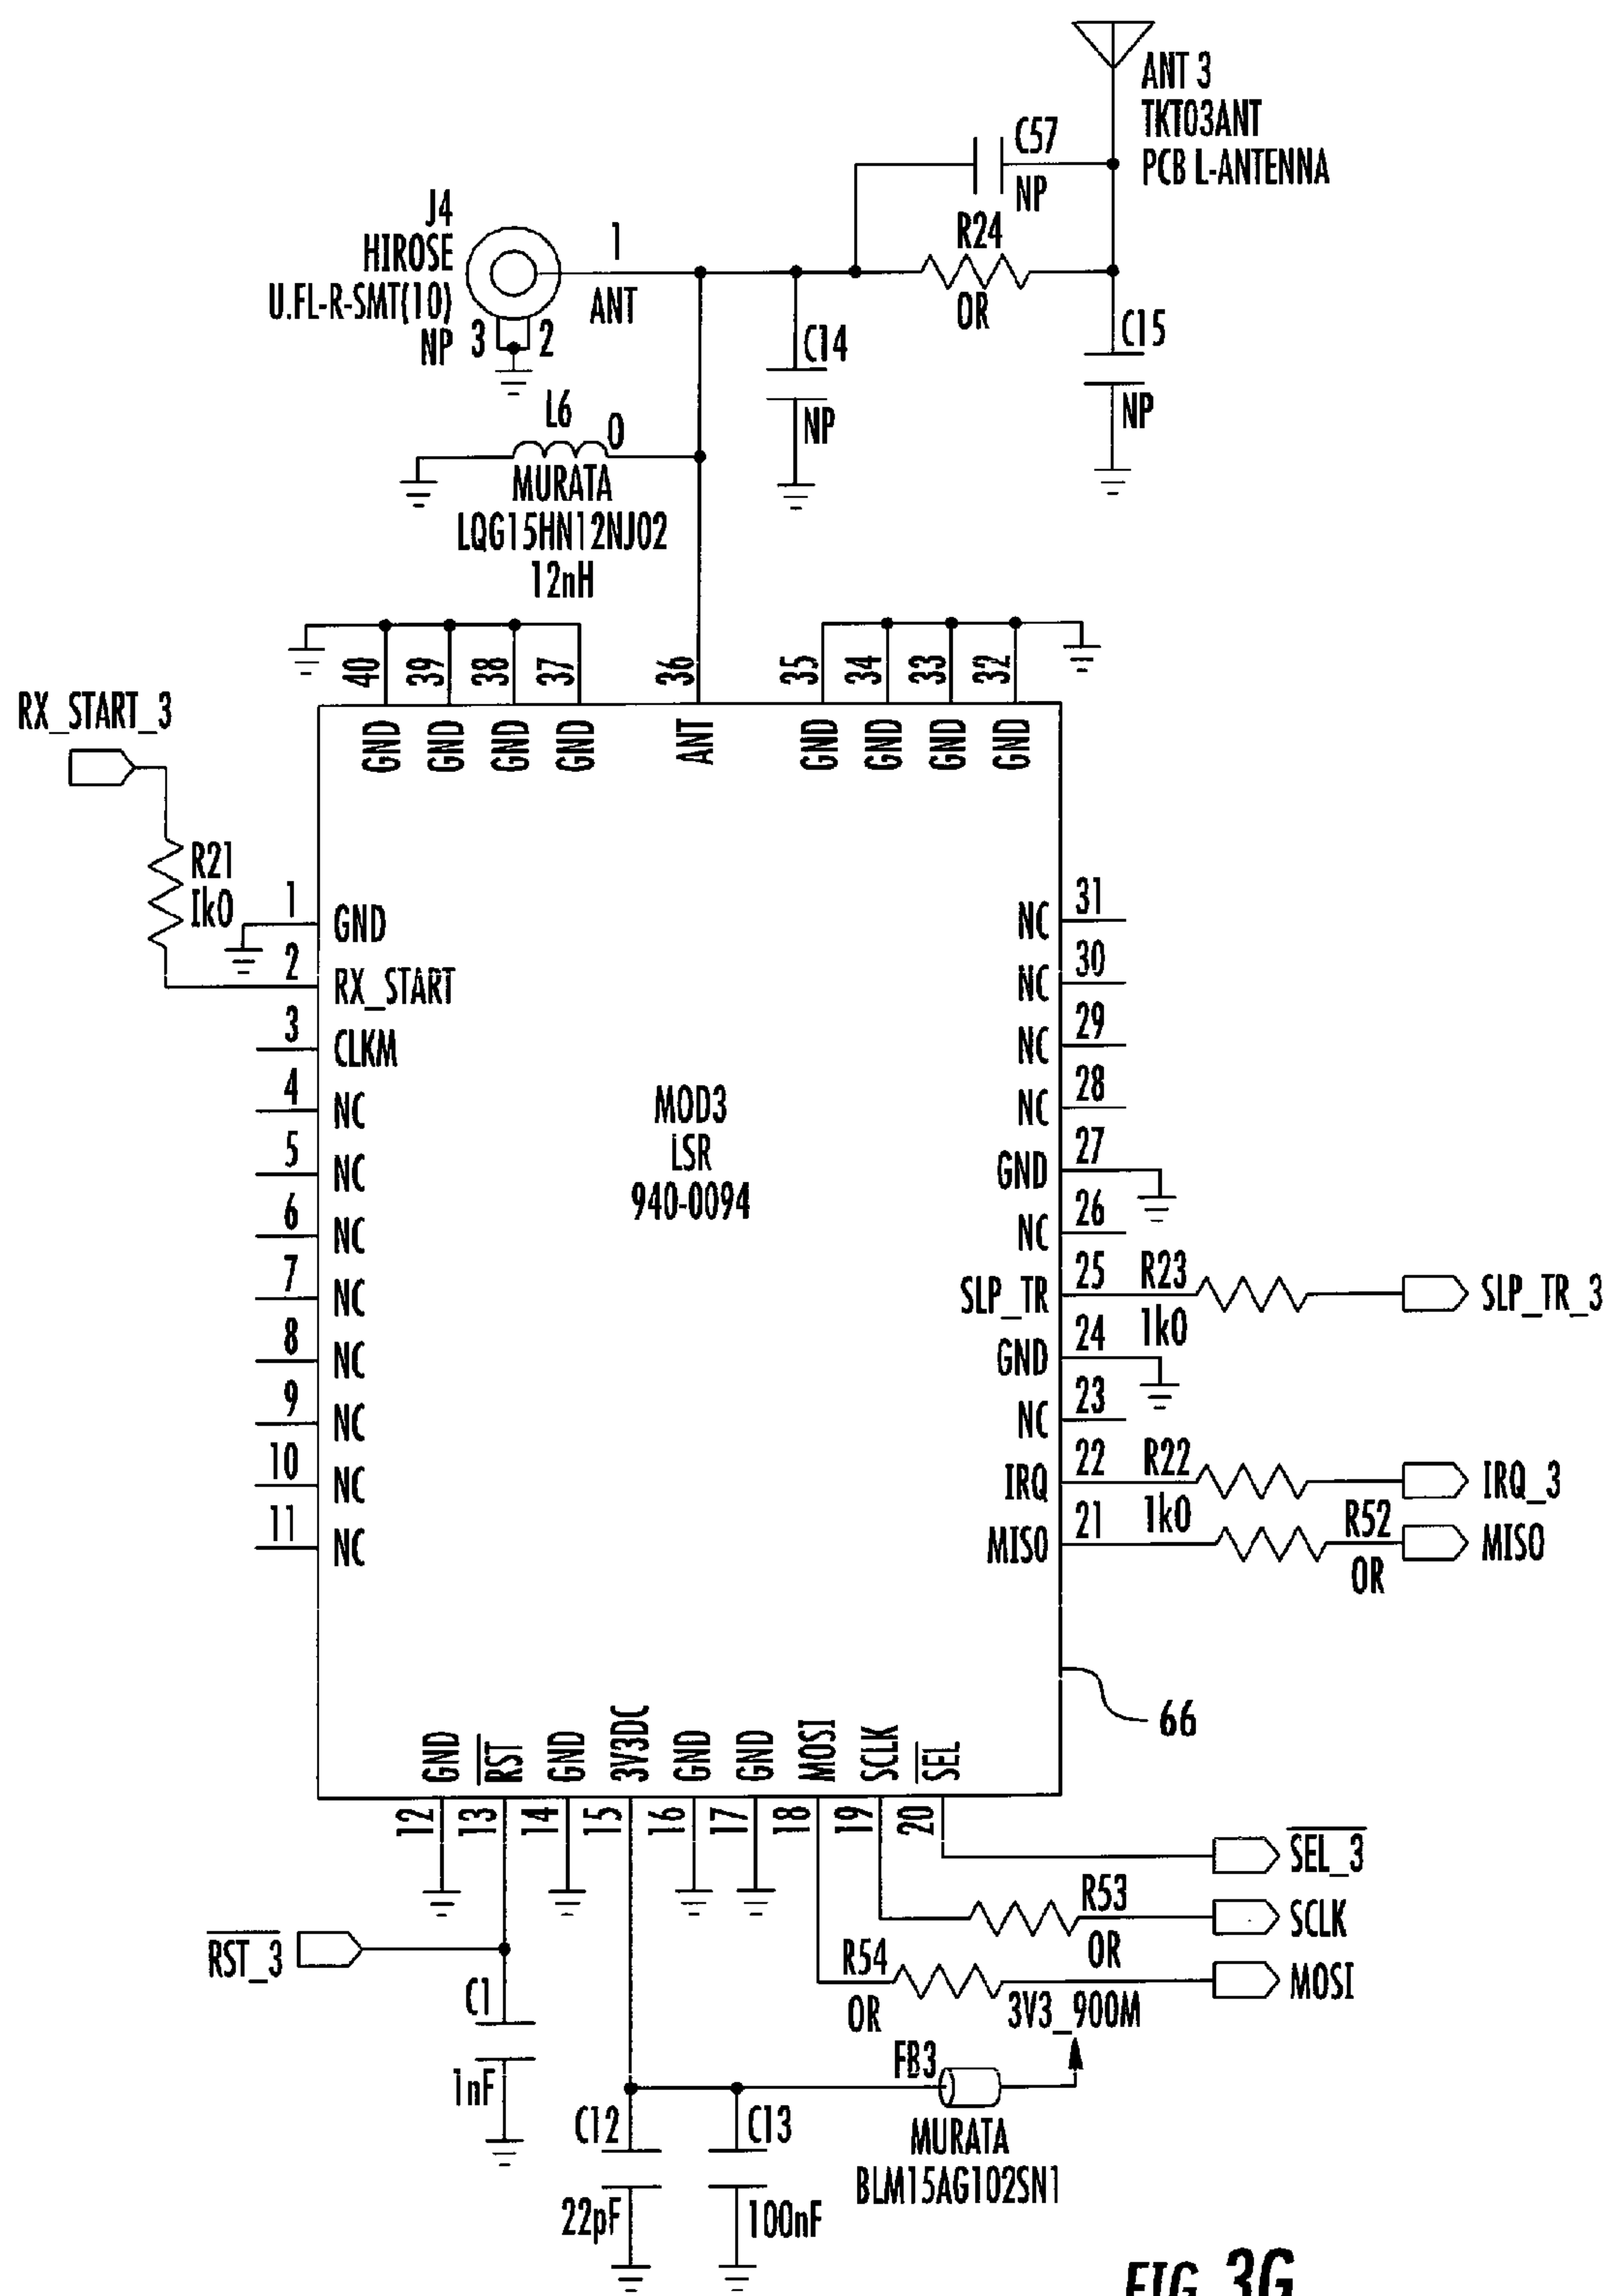 ANT 3
TKT03ANT
PCB L-ANTENNA
C57
NP
J4
HIROSE
U.FL-R-SMT(10)
NP
3
2
1
ANT
R24
OR
C14
NP
C15
NP
L6
0
MURATA
LQG15HN12NJ02
12nH
40
39
38
37
36
35
34
33
32
GND
GND
GND
GND
ANT
GND
GND
GND
GND
RX_START_3
R21
1k0
1
GND
2
RX_START
3
CLKM
4
NC
5
NC
6
NC
7
NC
8
NC
9
NC
10
NC
11
NC
MOD3
LSR
940-0094
31
NC
30
NC
29
NC
28
NC
27
GND
26
NC
25
SLP_TR
R23
1k0
SLP_TR_3
24
GND
23
NC
22
IRQ
R22
1k0
IRQ_3
21
MISO
R52
OR
MISO
66
GND
RST
GND
3V3DC
GND
GND
MOSI
SCLK
SEL
12
13
14
15
16
17
18
19
20
SEL_3
R53
OR
SCLK
RST_3
R54
OR
MOSI
C1
1nF
3V3_900M
FB3
MURATA
BLM15AG102SN1
C12
22pF
C13
100nF
FIG. 3G